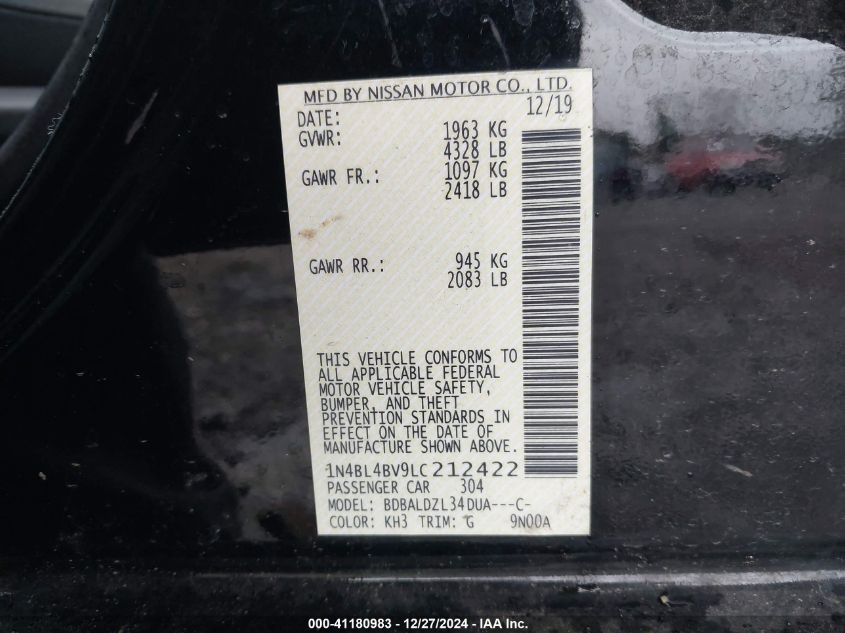 MFD BY NISSAN MOTOR CO., LTD.
DATE: 12/19
GVWR: 1963 KG
4328 LB
GAWR FR.: 1097 KG
2418 LB
GAWR RR.: 945 KG
2083 LB
THIS VEHICLE CONFORMS TO
ALL APPLICABLE FEDERAL
MOTOR VEHICLE SAFETY,
BUMPER, AND THEFT
PREVENTION STANDARDS IN
EFFECT ON THE DATE OF
MANUFACTURE SHOWN ABOVE.
1N4BL4BV9LC212422
PASSENGER CAR 304
MODEL: BDBALDZL34DUA---C-
COLOR: KH3 TRIM: G 9N00A
000-41180983 • 12/27/2024 • IAA Inc.